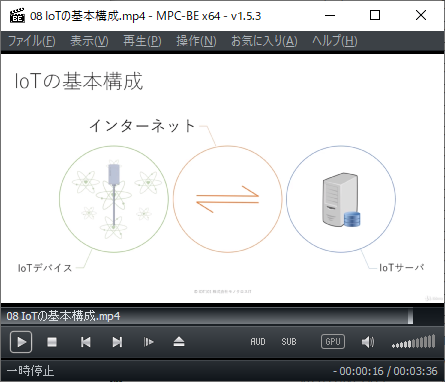 08 IoTの基本構成.mp4 - MPC-BE x64 - v1.5.3
ファイル(F) 表示(V) 再生(P) 操作(N) お気に入り(A) ヘルプ(H)
IoTの基本構成
インターネット
IoTデバイス
IoTサーバ
08 IoTの基本構成.mp4
AUD SUB GPU
一時停止
- 00:00:16 / 00:03:36